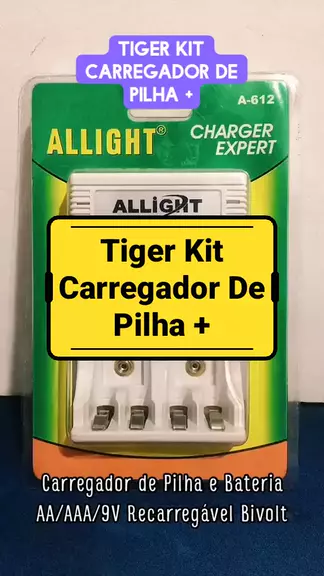 TIGER KIT
CARREGADOR DE
PILHA +
A-612
ALLIGHT®
CHARGER
EXPERT
ALLiGHT
Tiger Kit
Carregador De
Pilha +
Carregador de Pilha e Bateria
AA/AAA/9V Recarregável Bivolt